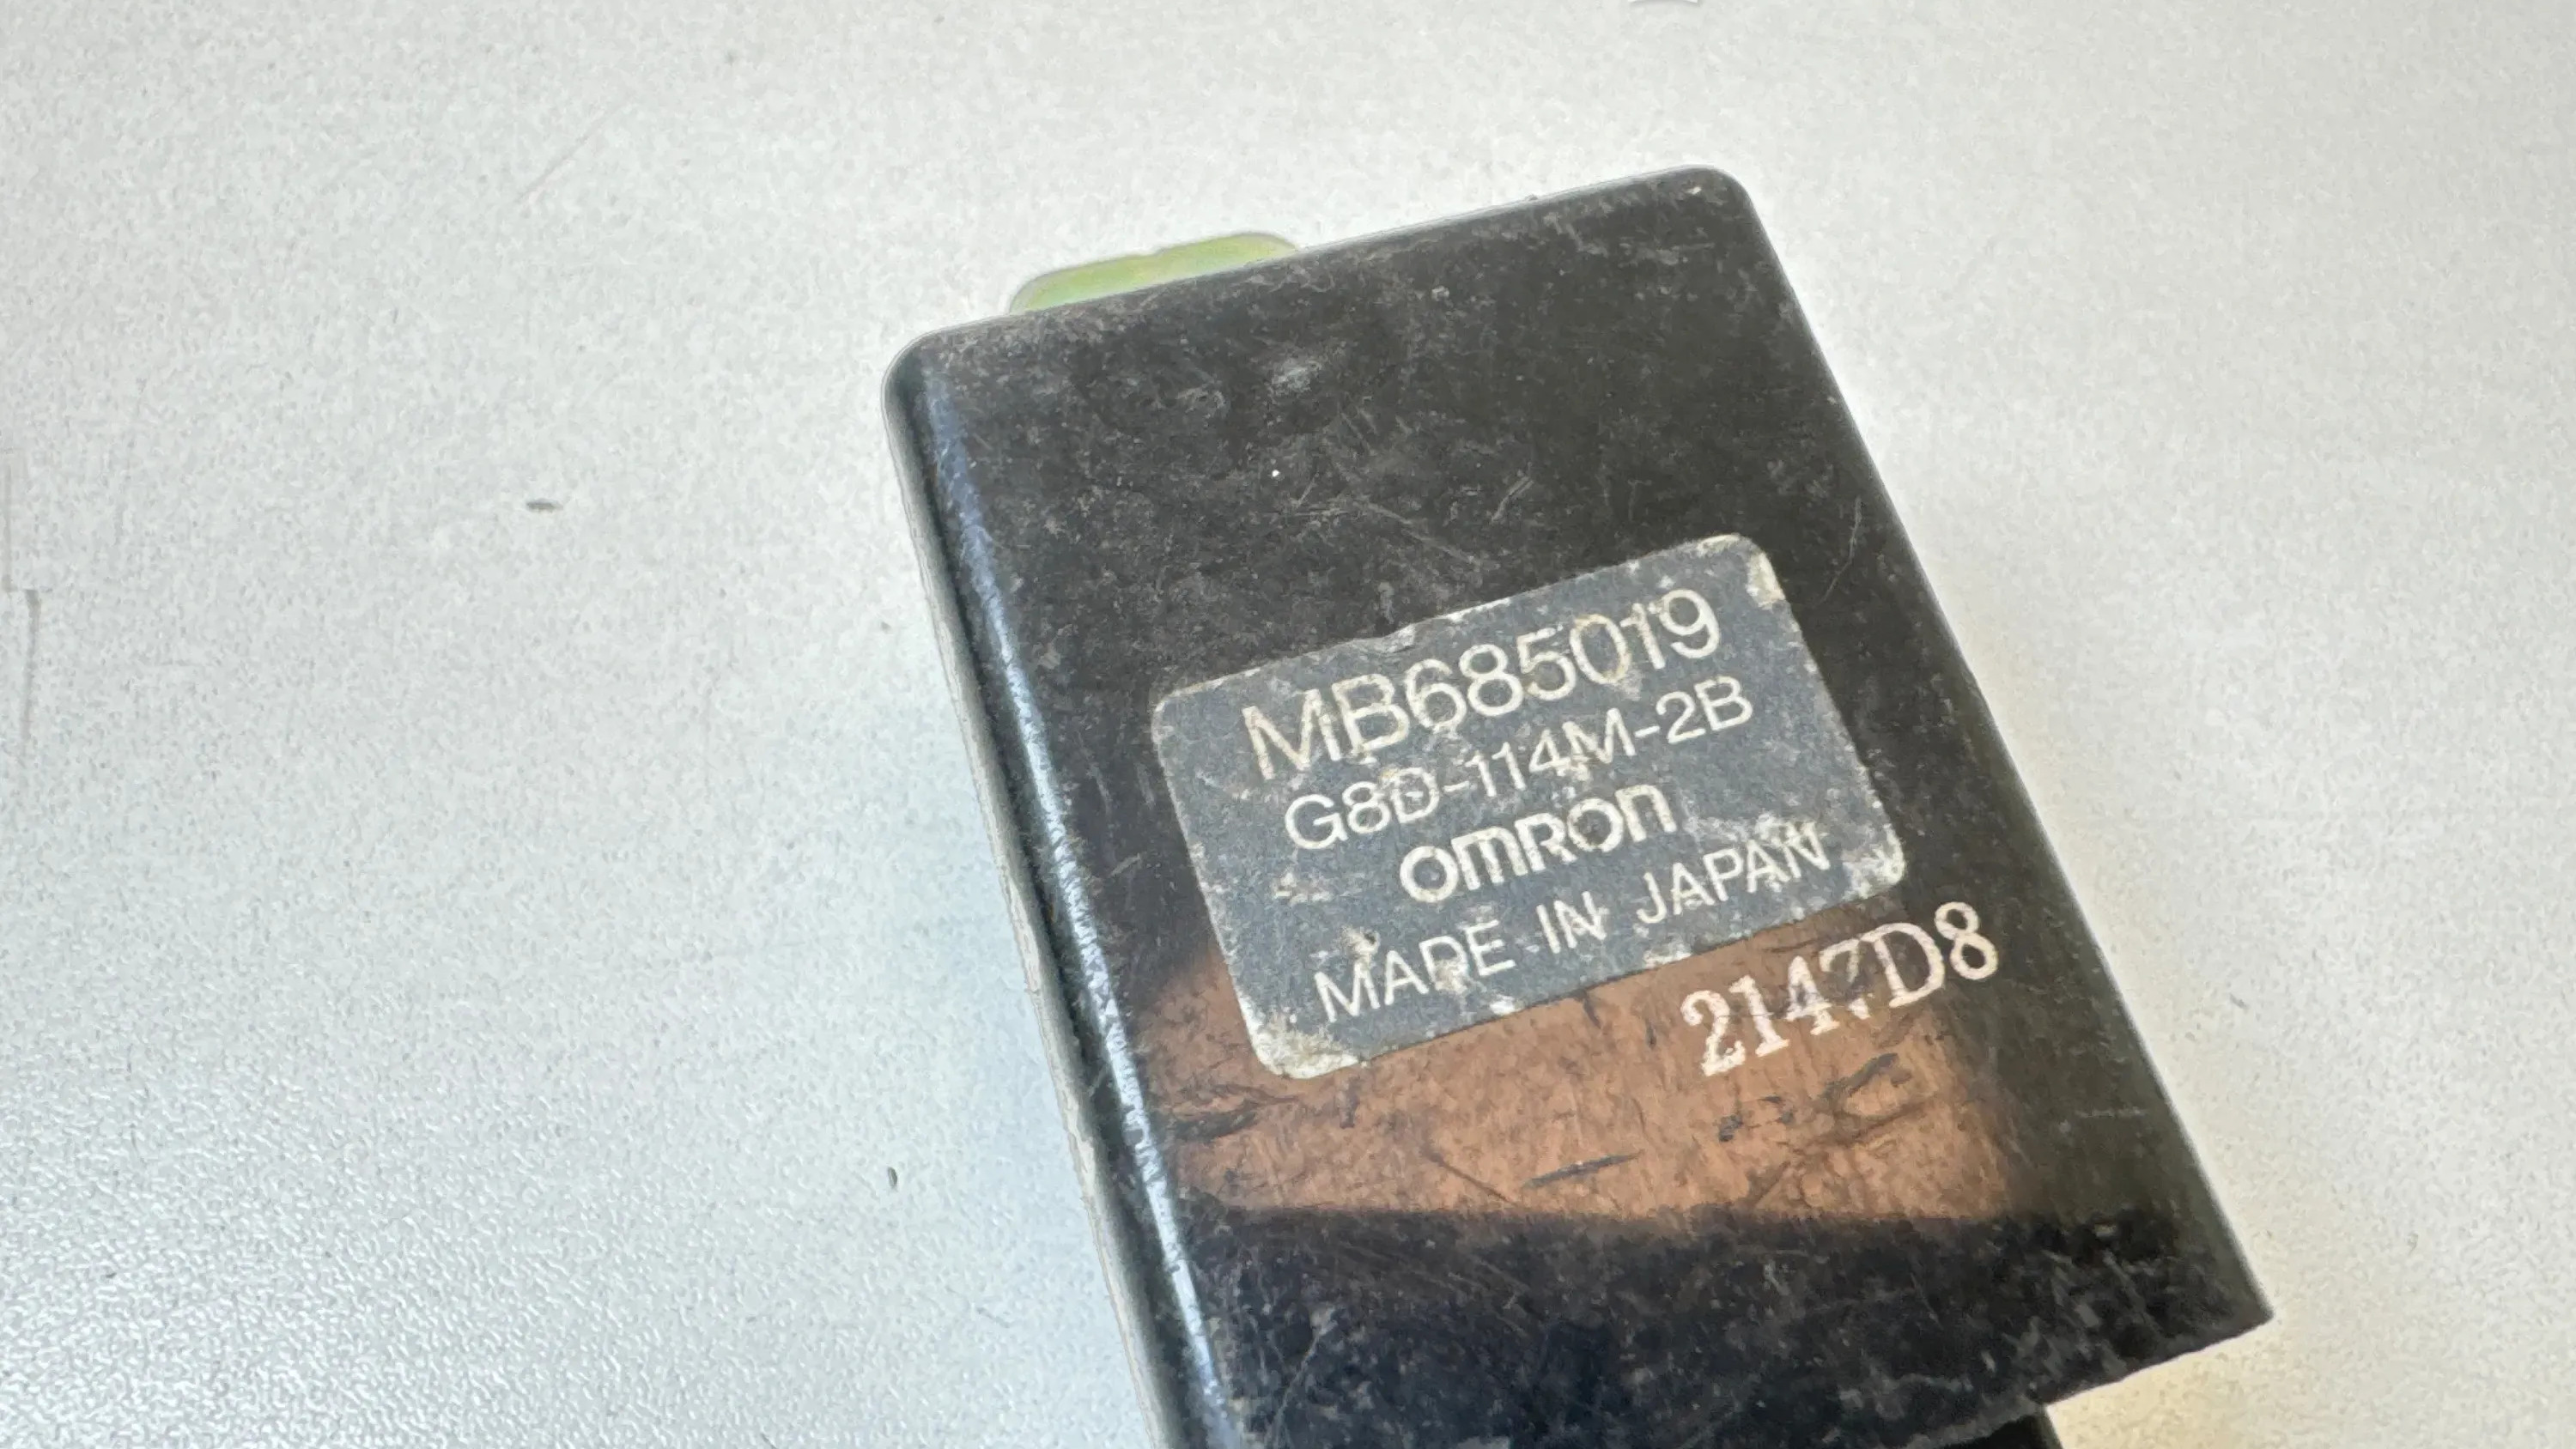 MB685019
G8D-114M-2B
omron
MADE IN JAPAN
2147D8